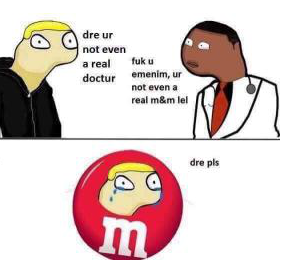 dre ur
not even
a real
doctur
fuk u
emenim, ur
not even a
real m&m lel
dre pls
m